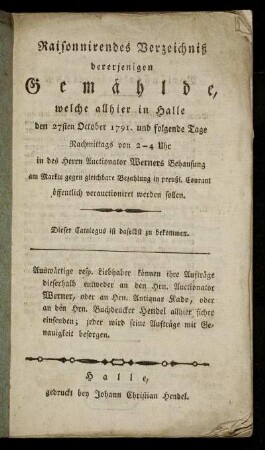 Raisonnirendes Verzeichniß
dererjenigen
Gemählde,
welche allhier in Halle
den 27sten October 1791. und folgende Tage
Nachmittags von 2-4 Uhr
in des Herrn Auctionator Werners Behausung
am Markte gegen gleichbare Bezahlung in preußl. Courant
öffentlich verauctioniret werden sollen.
Dieser Catalogus ist daselbst zu bekommen.
Auswärtige resp. Liebhaber können ihre Aufträge
dieserhalb entweder an den Hrn. Auctionator
Werner, oder an Hrn. Antiquar Kade, oder
an den Hrn. Buchdrucker Hendel allhier sicher
einsenden; jeder wird seine Aufträge mit Ge-
nauigkeit besorgen.
Halle,
gedruckt bey Johann Christian Hendel.